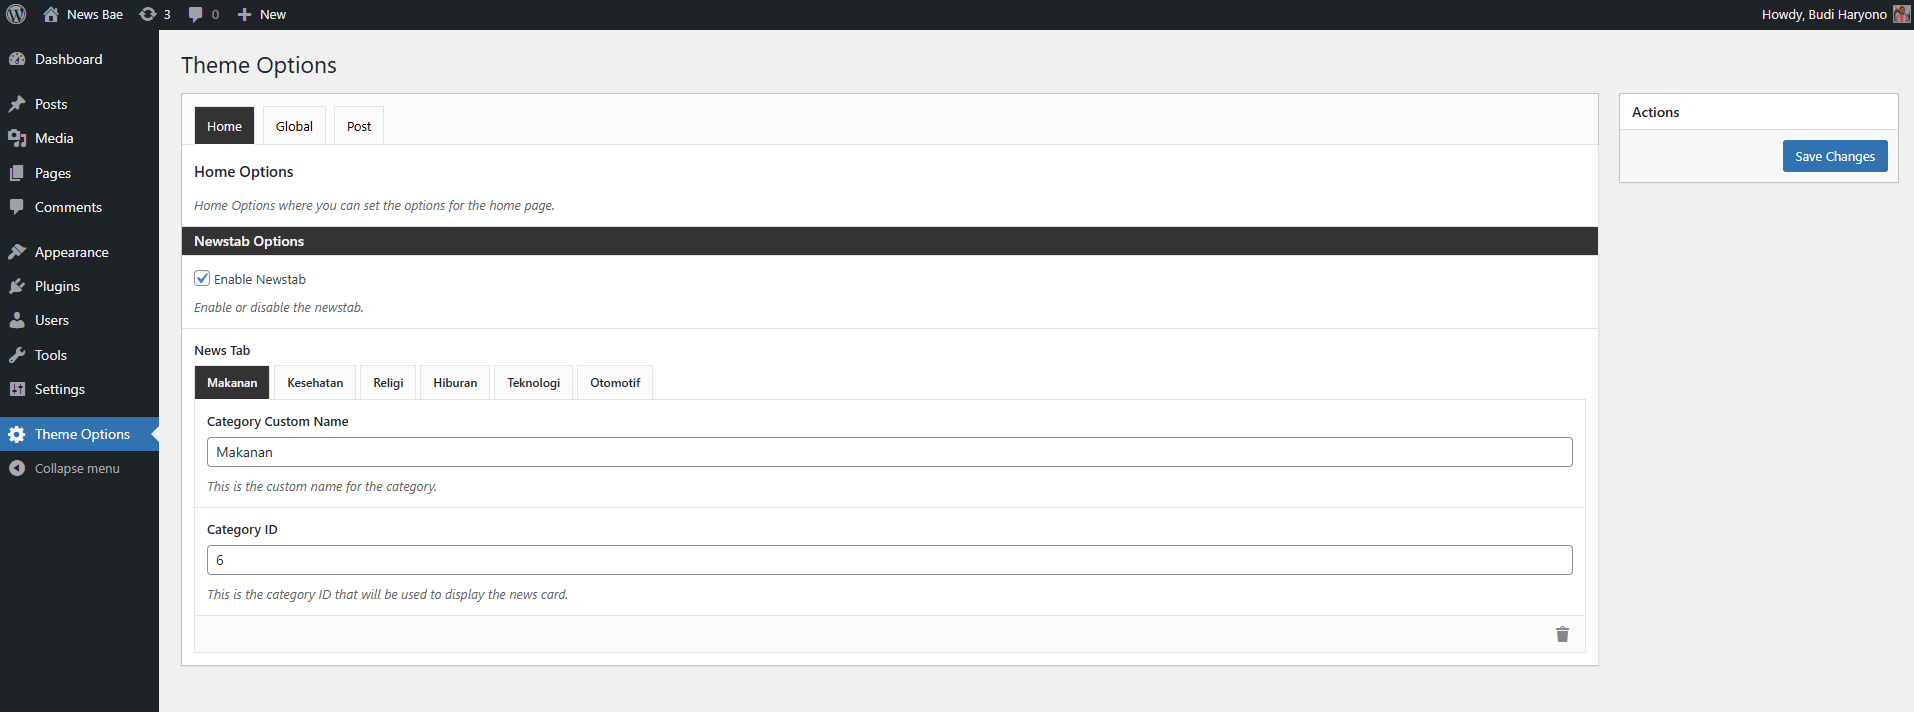 News Bae 3 0 New Howdy, Budi Haryono
Dashboard
Posts
Media
Pages
Comments
Appearance
Plugins
Users
Tools
Settings
Theme Options
Collapse menu
Theme Options
Home Global Post
Home Options
Home Options where you can set the options for the home page.
Newstab Options
Enable Newstab
Enable or disable the newstab.
News Tab
Makanan Kesehatan Religi Hiburan Teknologi Otomotif
Category Custom Name
Makanan
This is the custom name for the category.
Category ID
6
This is the category ID that will be used to display the news card.
Actions
Save Changes